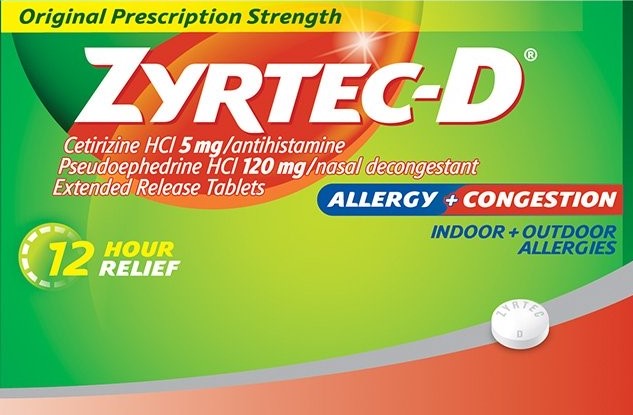 Original Prescription Strength
ZYRTEC-D®
Cetirizine HCl 5 mg/antihistamine
Pseudoephedrine HCl 120 mg/nasal decongestant
Extended Release Tablets
ALLERGY + CONGESTION
INDOOR + OUTDOOR
ALLERGIES
12 HOUR
RELIEF
ZYRTEC
D